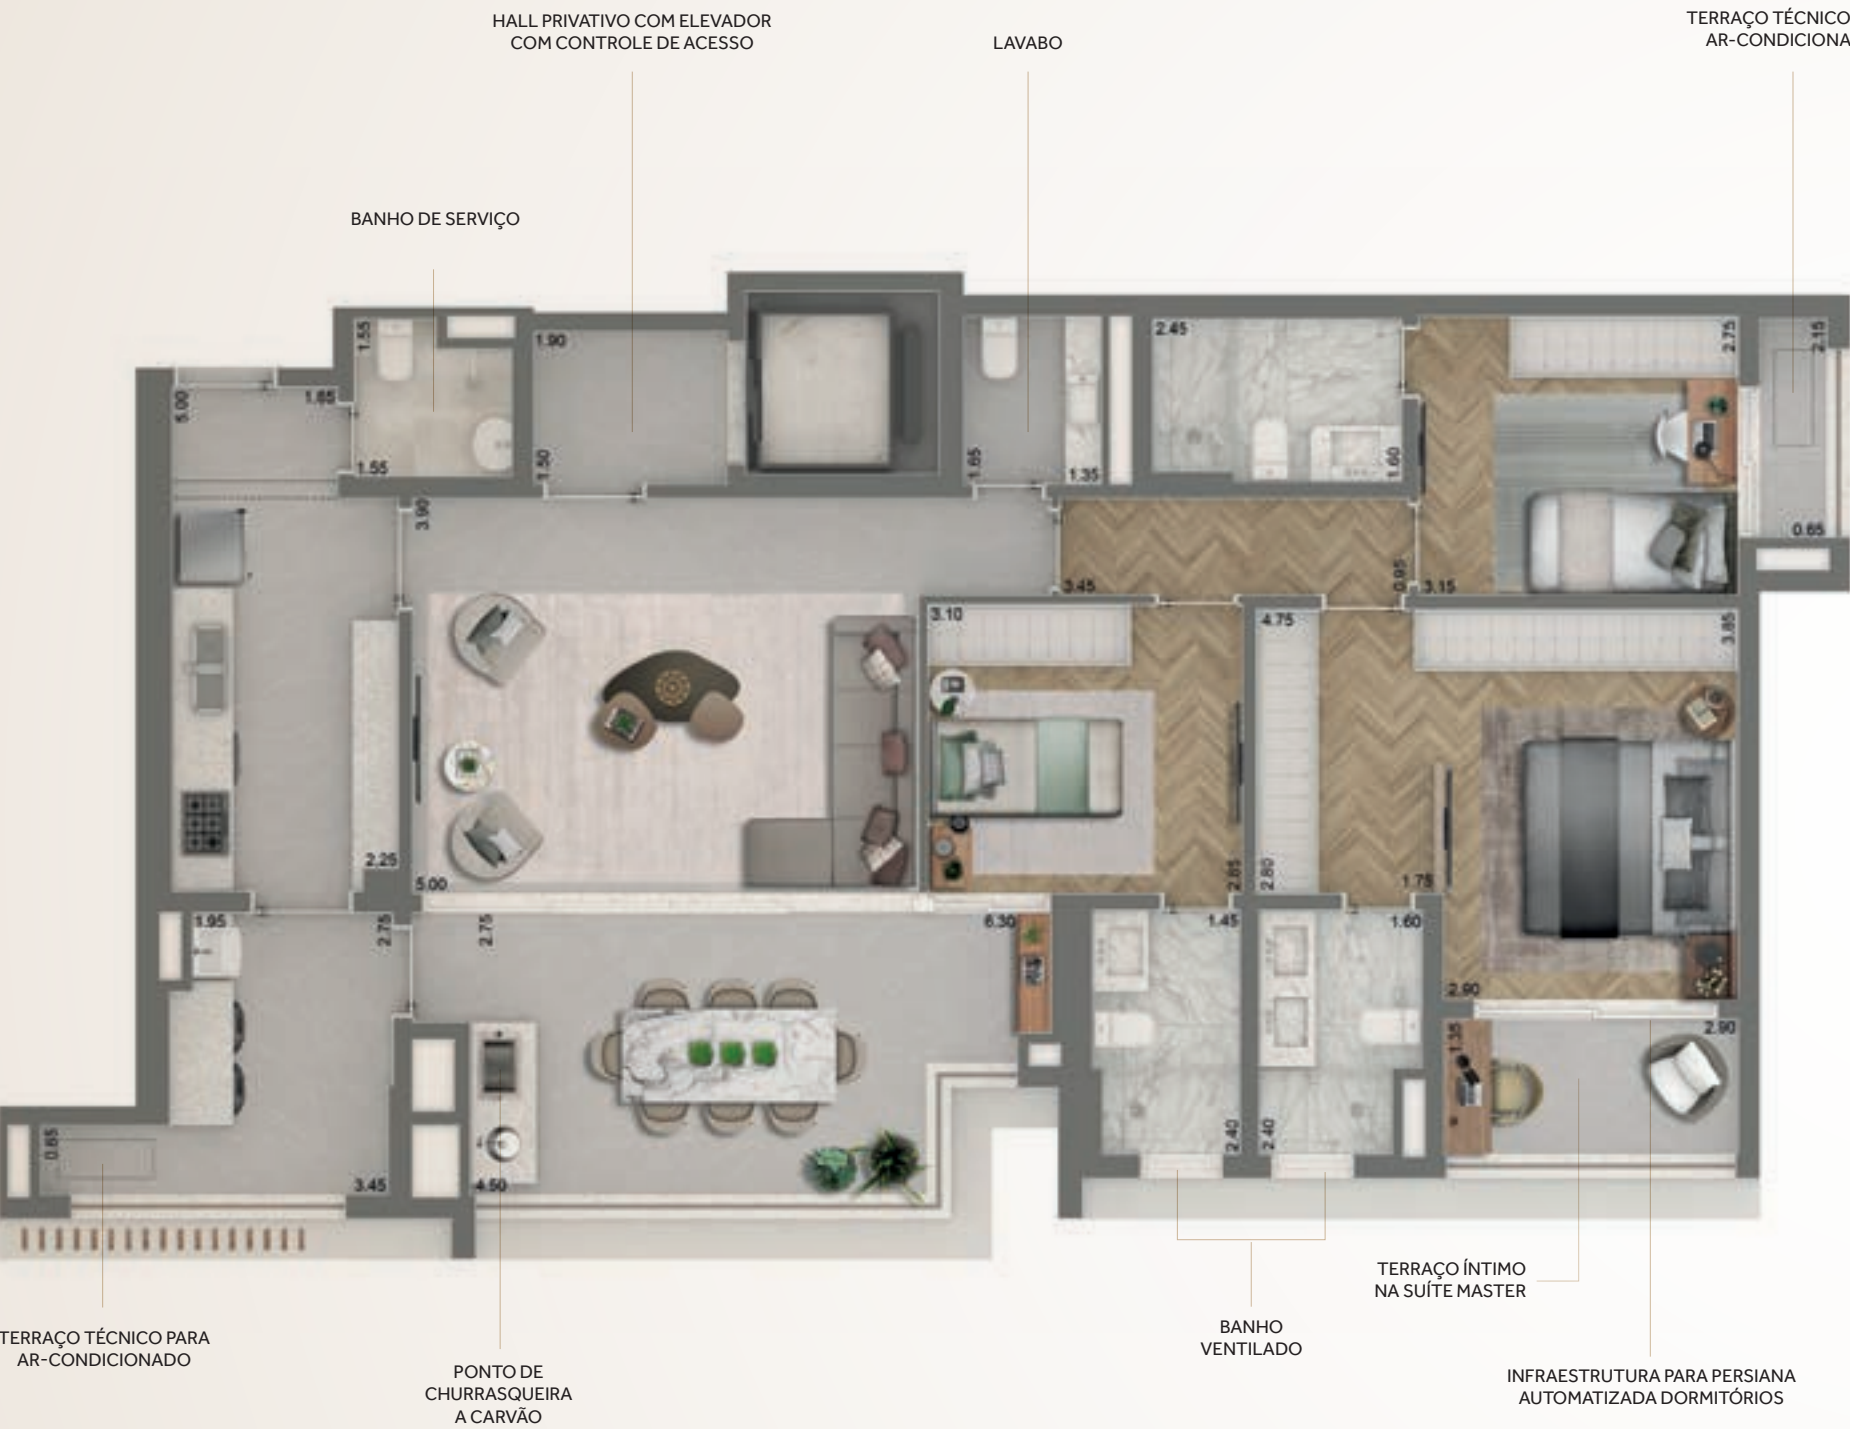 HALL PRIVATIVO COM ELEVADOR
COM CONTROLE DE ACESSO
LAVABO
TERRAÇO TÉCNICO
AR-CONDICIONA
BANHO DE SERVIÇO
1.55
1.90
2.45
2.75
2.15
5.00
1.65
1.55
1.50
1.65
1.35
1.60
3.90
0.65
3.45
0.95
3.15
3.10
4.75
3.85
2.25
5.00
2.85
2.80
1.75
1.95
2.75
2.75
6.30
1.45
1.60
2.90
1.35
2.90
0.65
3.45
4.50
2.40
2.40
TERRAÇO ÍNTIMO
NA SUÍTE MASTER
BANHO
VENTILADO
TERRAÇO TÉCNICO PARA
AR-CONDICIONADO
PONTO DE
CHURRASQUEIRA
A CARVÃO
INFRAESTRUTURA PARA PERSIANA
AUTOMATIZADA DORMITÓRIOS